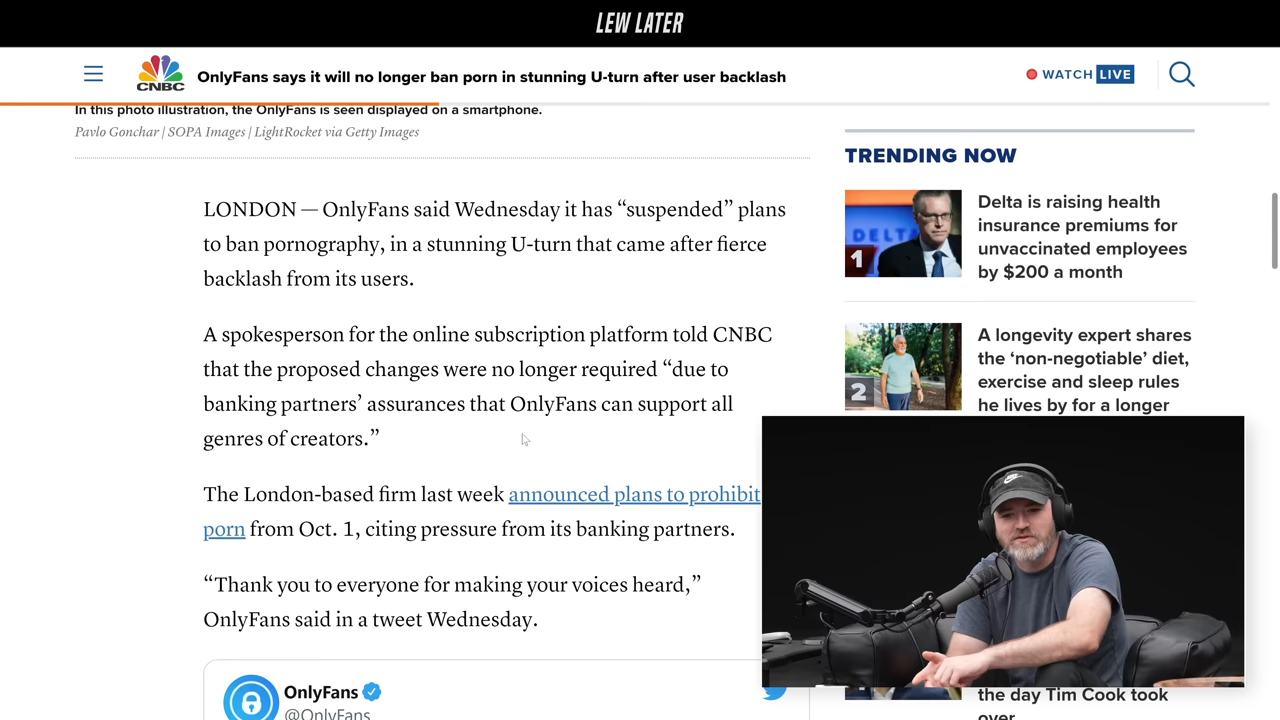 LEW LATER
CNBC
OnlyFans says it will no longer ban porn in stunning U-turn after user backlash
WATCH LIVE
In this photo illustration, the OnlyFans is seen displayed on a smartphone.
Pavlo Gonchar | SOPA Images | LightRocket via Getty Images
LONDON — OnlyFans said Wednesday it has “suspended” plans
to ban pornography, in a stunning U-turn that came after fierce
backlash from its users.
A spokesperson for the online subscription platform told CNBC
that the proposed changes were no longer required “due to
banking partners’ assurances that OnlyFans can support all
genres of creators.”
The London-based firm last week announced plans to prohibit
porn from Oct. 1, citing pressure from its banking partners.
“Thank you to everyone for making your voices heard,”
OnlyFans said in a tweet Wednesday.
OnlyFans
@OnlyFans
TRENDING NOW
DELTA
1
Delta is raising health
insurance premiums for
unvaccinated employees
by $200 a month
2
A longevity expert shares
the ‘non-negotiable’ diet,
exercise and sleep rules
he lives by for a longer
the day Tim Cook took
over